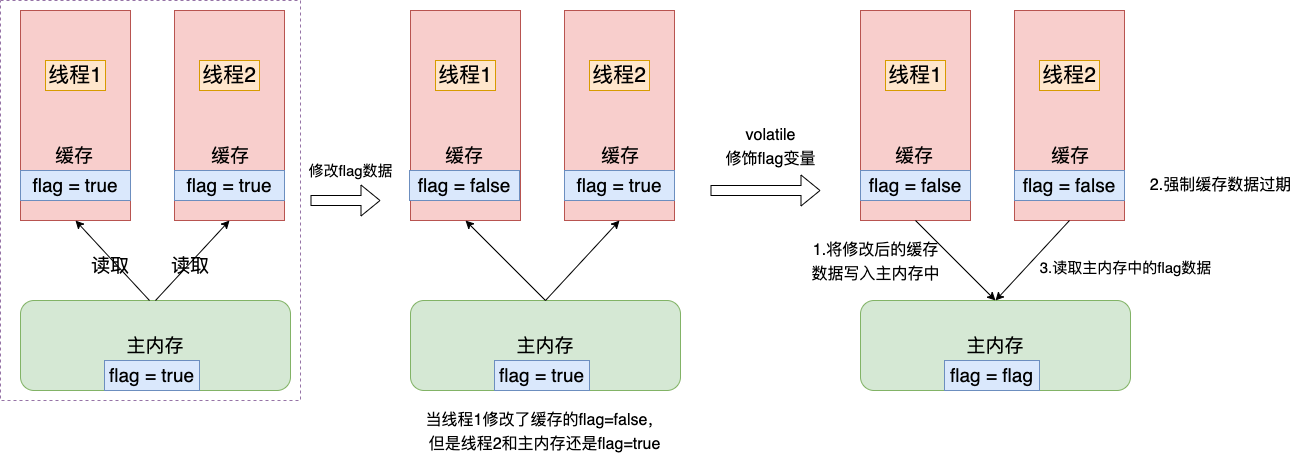 线程1
线程2
缓存
缓存
flag = true
flag = true
读取
读取
主内存
flag = true
修改flag数据
线程1
线程2
缓存
缓存
flag = false
flag = true
主内存
flag = true
当线程1修改了缓存的flag=false，
但是线程2和主内存还是flag=true
volatile
修饰flag变量
线程1
线程2
缓存
缓存
flag = false
flag = false
2.强制缓存数据过期
1.将修改后的缓存
数据写入主内存中
3.读取主内存中的flag数据
主内存
flag = flag